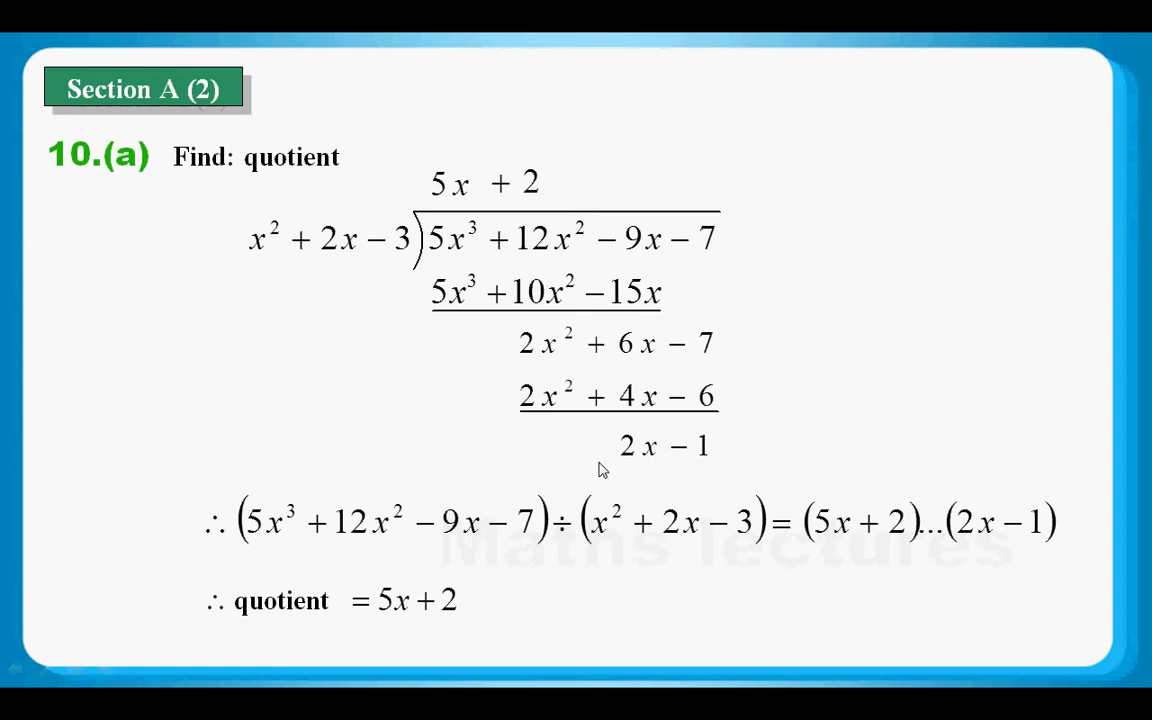 Section A (2)
10.(a) Find: quotient
5x + 2
x² + 2x − 3)5x³ + 12x² − 9x − 7
5x³ + 10x² − 15x
2x² + 6x − 7
2x² + 4x − 6
2x − 1
∴ (5x³ + 12x² − 9x − 7) ÷ (x² + 2x − 3) = (5x + 2)...(2x − 1)
Maths lectures
∴ quotient = 5x + 2